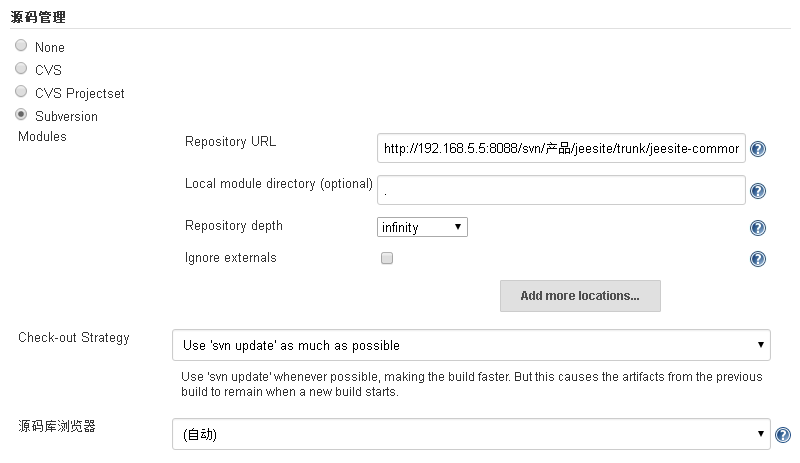 源码管理
None
CVS
CVS Projectset
Subversion
Modules
Repository URL
http://192.168.5.5:8088/svn/产品/jeesite/trunk/jeesite-commor
Local module directory (optional)
.
Repository depth
infinity
Ignore externals
Add more locations...
Check-out Strategy
Use 'svn update' as much as possible
Use 'svn update' whenever possible, making the build faster. But this causes the artifacts from the previous
build to remain when a new build starts.
源码库浏览器
(自动)